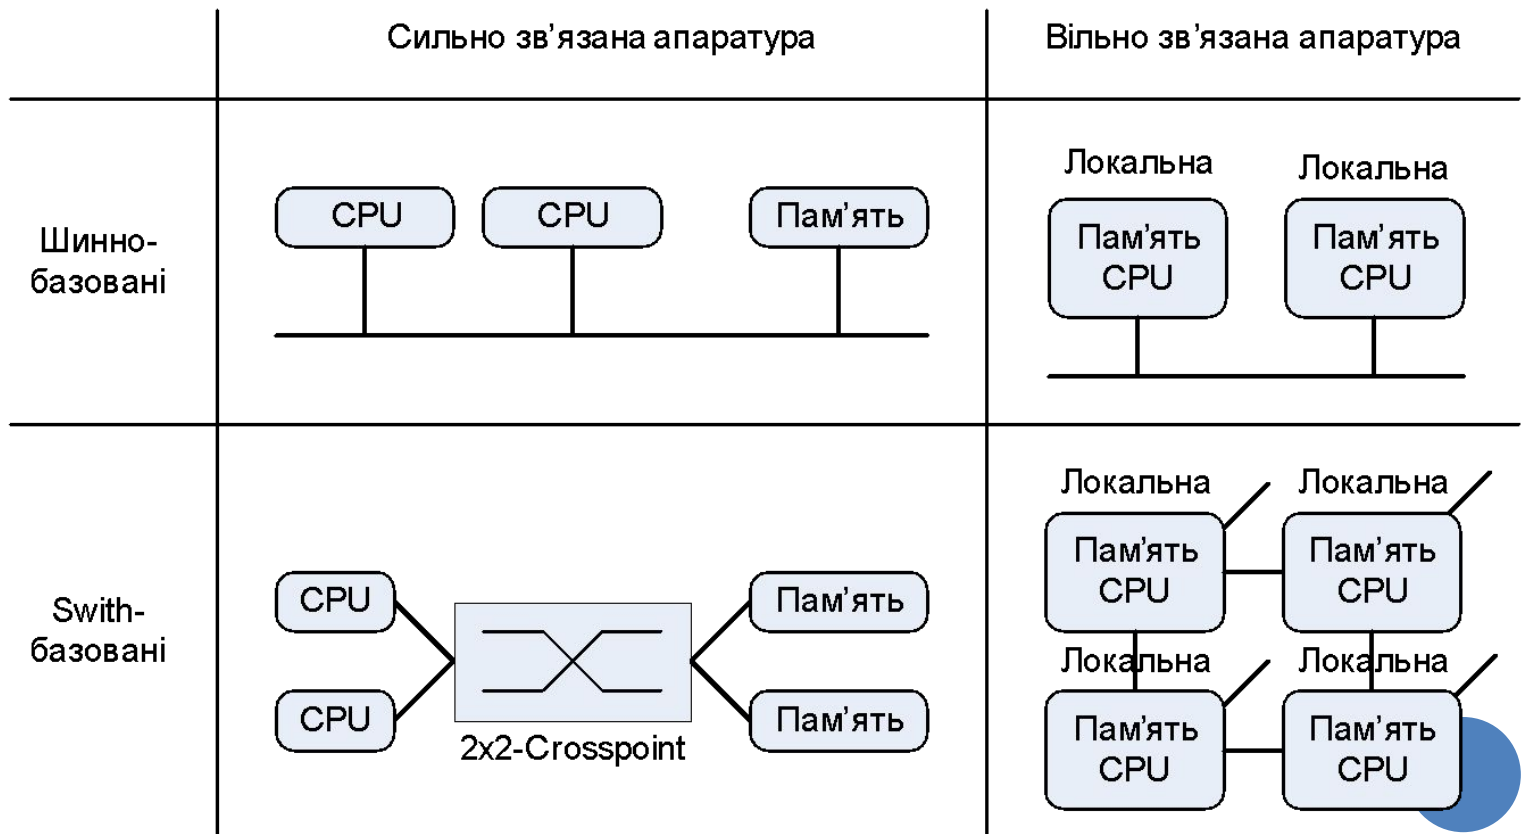 Сильно зв’язана апаратура
Вільно зв’язана апаратура
Шинно-
базовані
CPU
CPU
Пам’ять
Локальна
Пам’ять
CPU
Локальна
Пам’ять
CPU
Swith-
базовані
CPU
CPU
2x2-Crosspoint
Пам’ять
Пам’ять
Локальна
Пам’ять
CPU
Локальна
Пам’ять
CPU
Локальна
Пам’ять
CPU
Локальна
Пам’ять
CPU